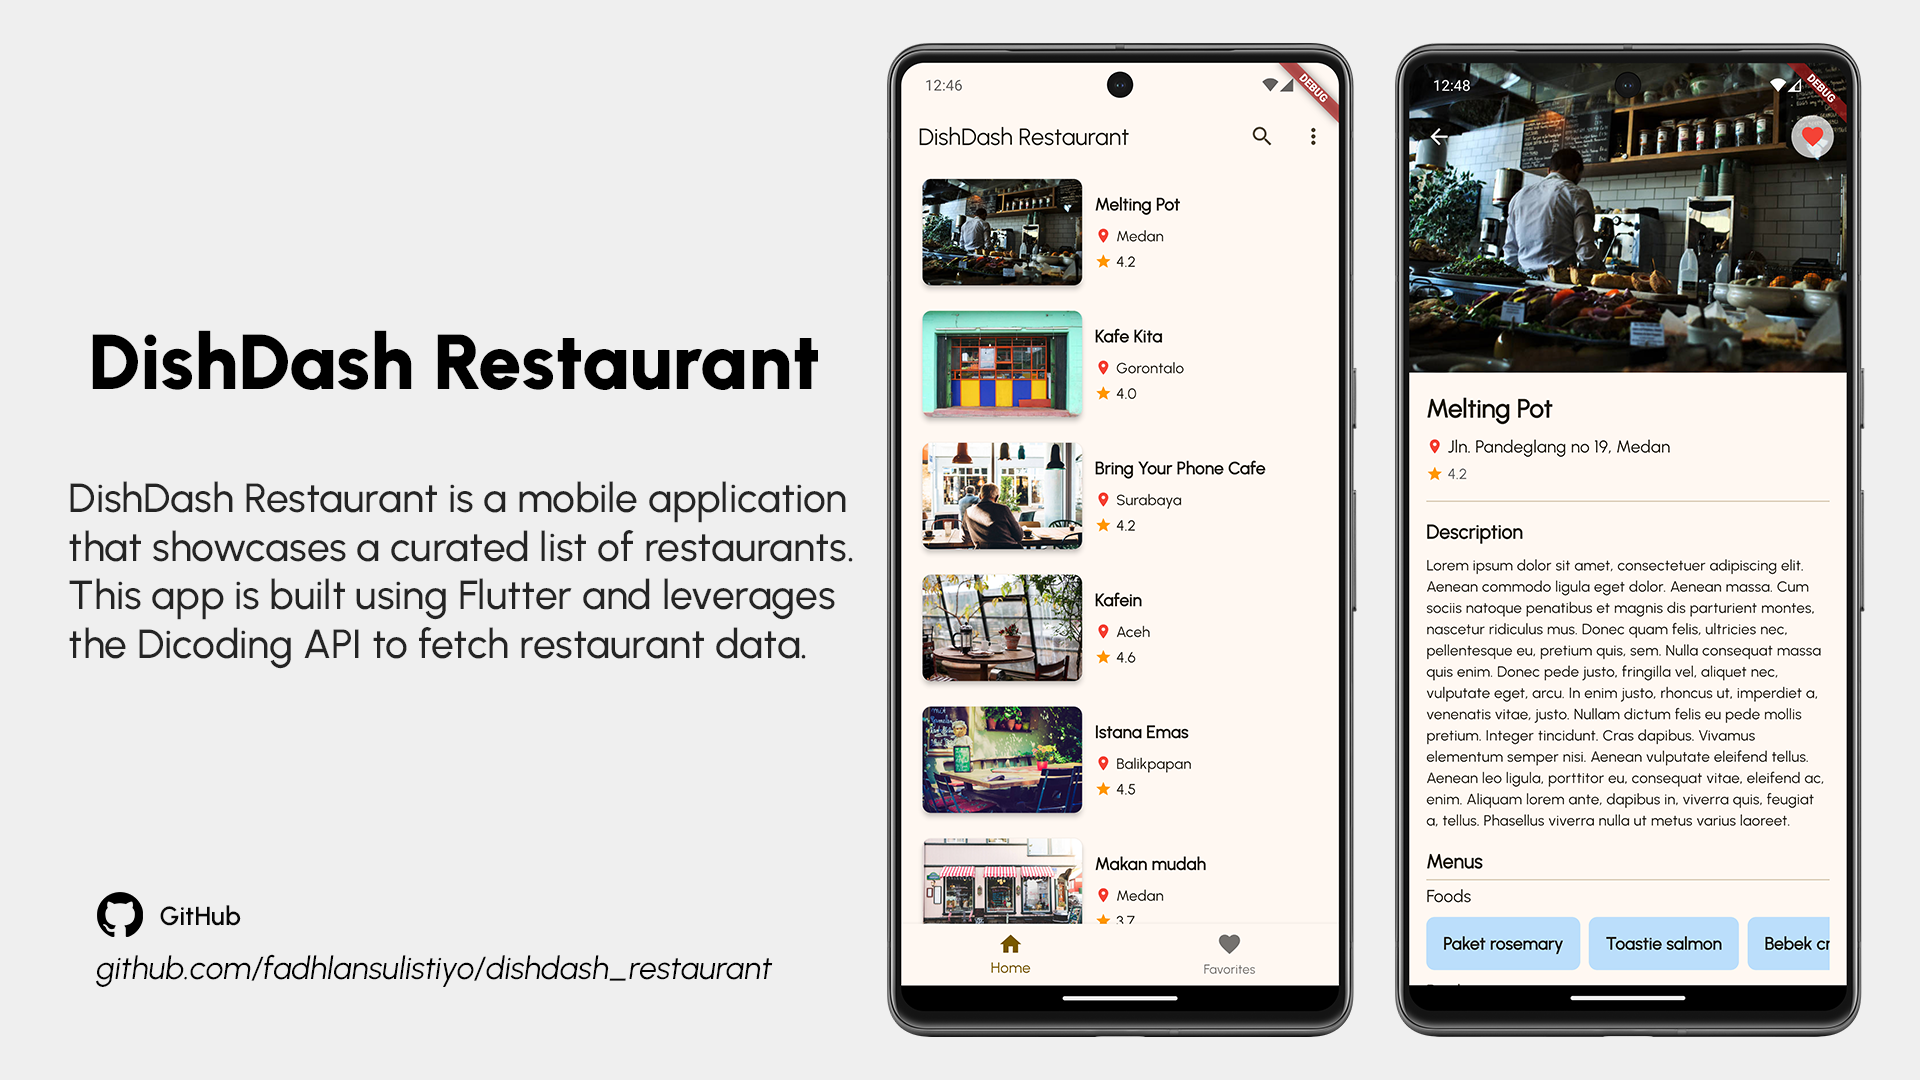 DishDash Restaurant
DishDash Restaurant is a mobile application
that showcases a curated list of restaurants.
This app is built using Flutter and leverages
the Dicoding API to fetch restaurant data.
GitHub
github.com/fadhlansulistiyo/dishdash_restaurant
12:46
DEBUG
DishDash Restaurant
Melting Pot
Medan
4.2
Kafe Kita
Gorontalo
4.0
Bring Your Phone Cafe
Surabaya
4.2
Kafein
Aceh
4.6
Istana Emas
Balikpapan
4.5
Makan mudah
Medan
3.7
Home
Favorites
12:48
DEBUG
Melting Pot
Jln. Pandeglang no 19, Medan
4.2
Description
Lorem ipsum dolor sit amet, consectetuer adipiscing elit.
Aenean commodo ligula eget dolor. Aenean massa. Cum
sociis natoque penatibus et magnis dis parturient montes,
nascetur ridiculus mus. Donec quam felis, ultricies nec,
pellentesque eu, pretium quis, sem. Nulla consequat massa
quis enim. Donec pede justo, fringilla vel, aliquet nec,
vulputate eget, arcu. In enim justo, rhoncus ut, imperdiet a,
venenatis vitae, justo. Nullam dictum felis eu pede mollis
pretium. Integer tincidunt. Cras dapibus. Vivamus
elementum semper nisi. Aenean vulputate eleifend tellus.
Aenean leo ligula, porttitor eu, consequat vitae, eleifend ac,
enim. Aliquam lorem ante, dapibus in, viverra quis, feugiat
a, tellus. Phasellus viverra nulla ut metus varius laoreet.
Menus
Foods
Paket rosemary
Toastie salmon
Bebek cr